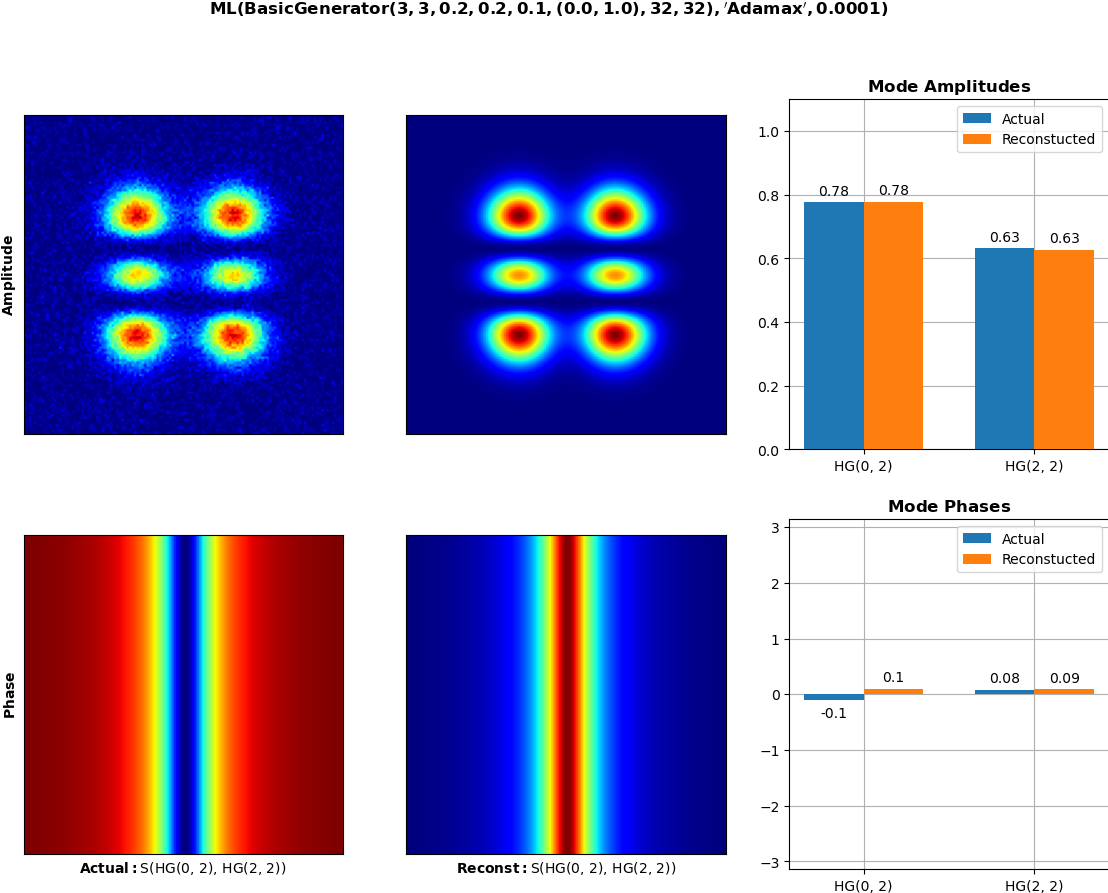 ML(BasicGenerator(3, 3, 0.2, 0.2, 0.1, (0.0, 1.0), 32, 32), ′Adamax′, 0.0001)
Mode Amplitudes
Amplitude
1.0
0.8
0.6
0.4
0.2
0.0
Actual
Reconstucted
0.78
0.78
0.63
0.63
HG(0, 2)
HG(2, 2)
Mode Phases
Phase
3
2
1
0
−1
−2
−3
Actual
Reconstucted
-0.1
0.1
0.08
0.09
HG(0, 2)
HG(2, 2)
Actual: S(HG(0, 2), HG(2, 2))
Reconst: S(HG(0, 2), HG(2, 2))